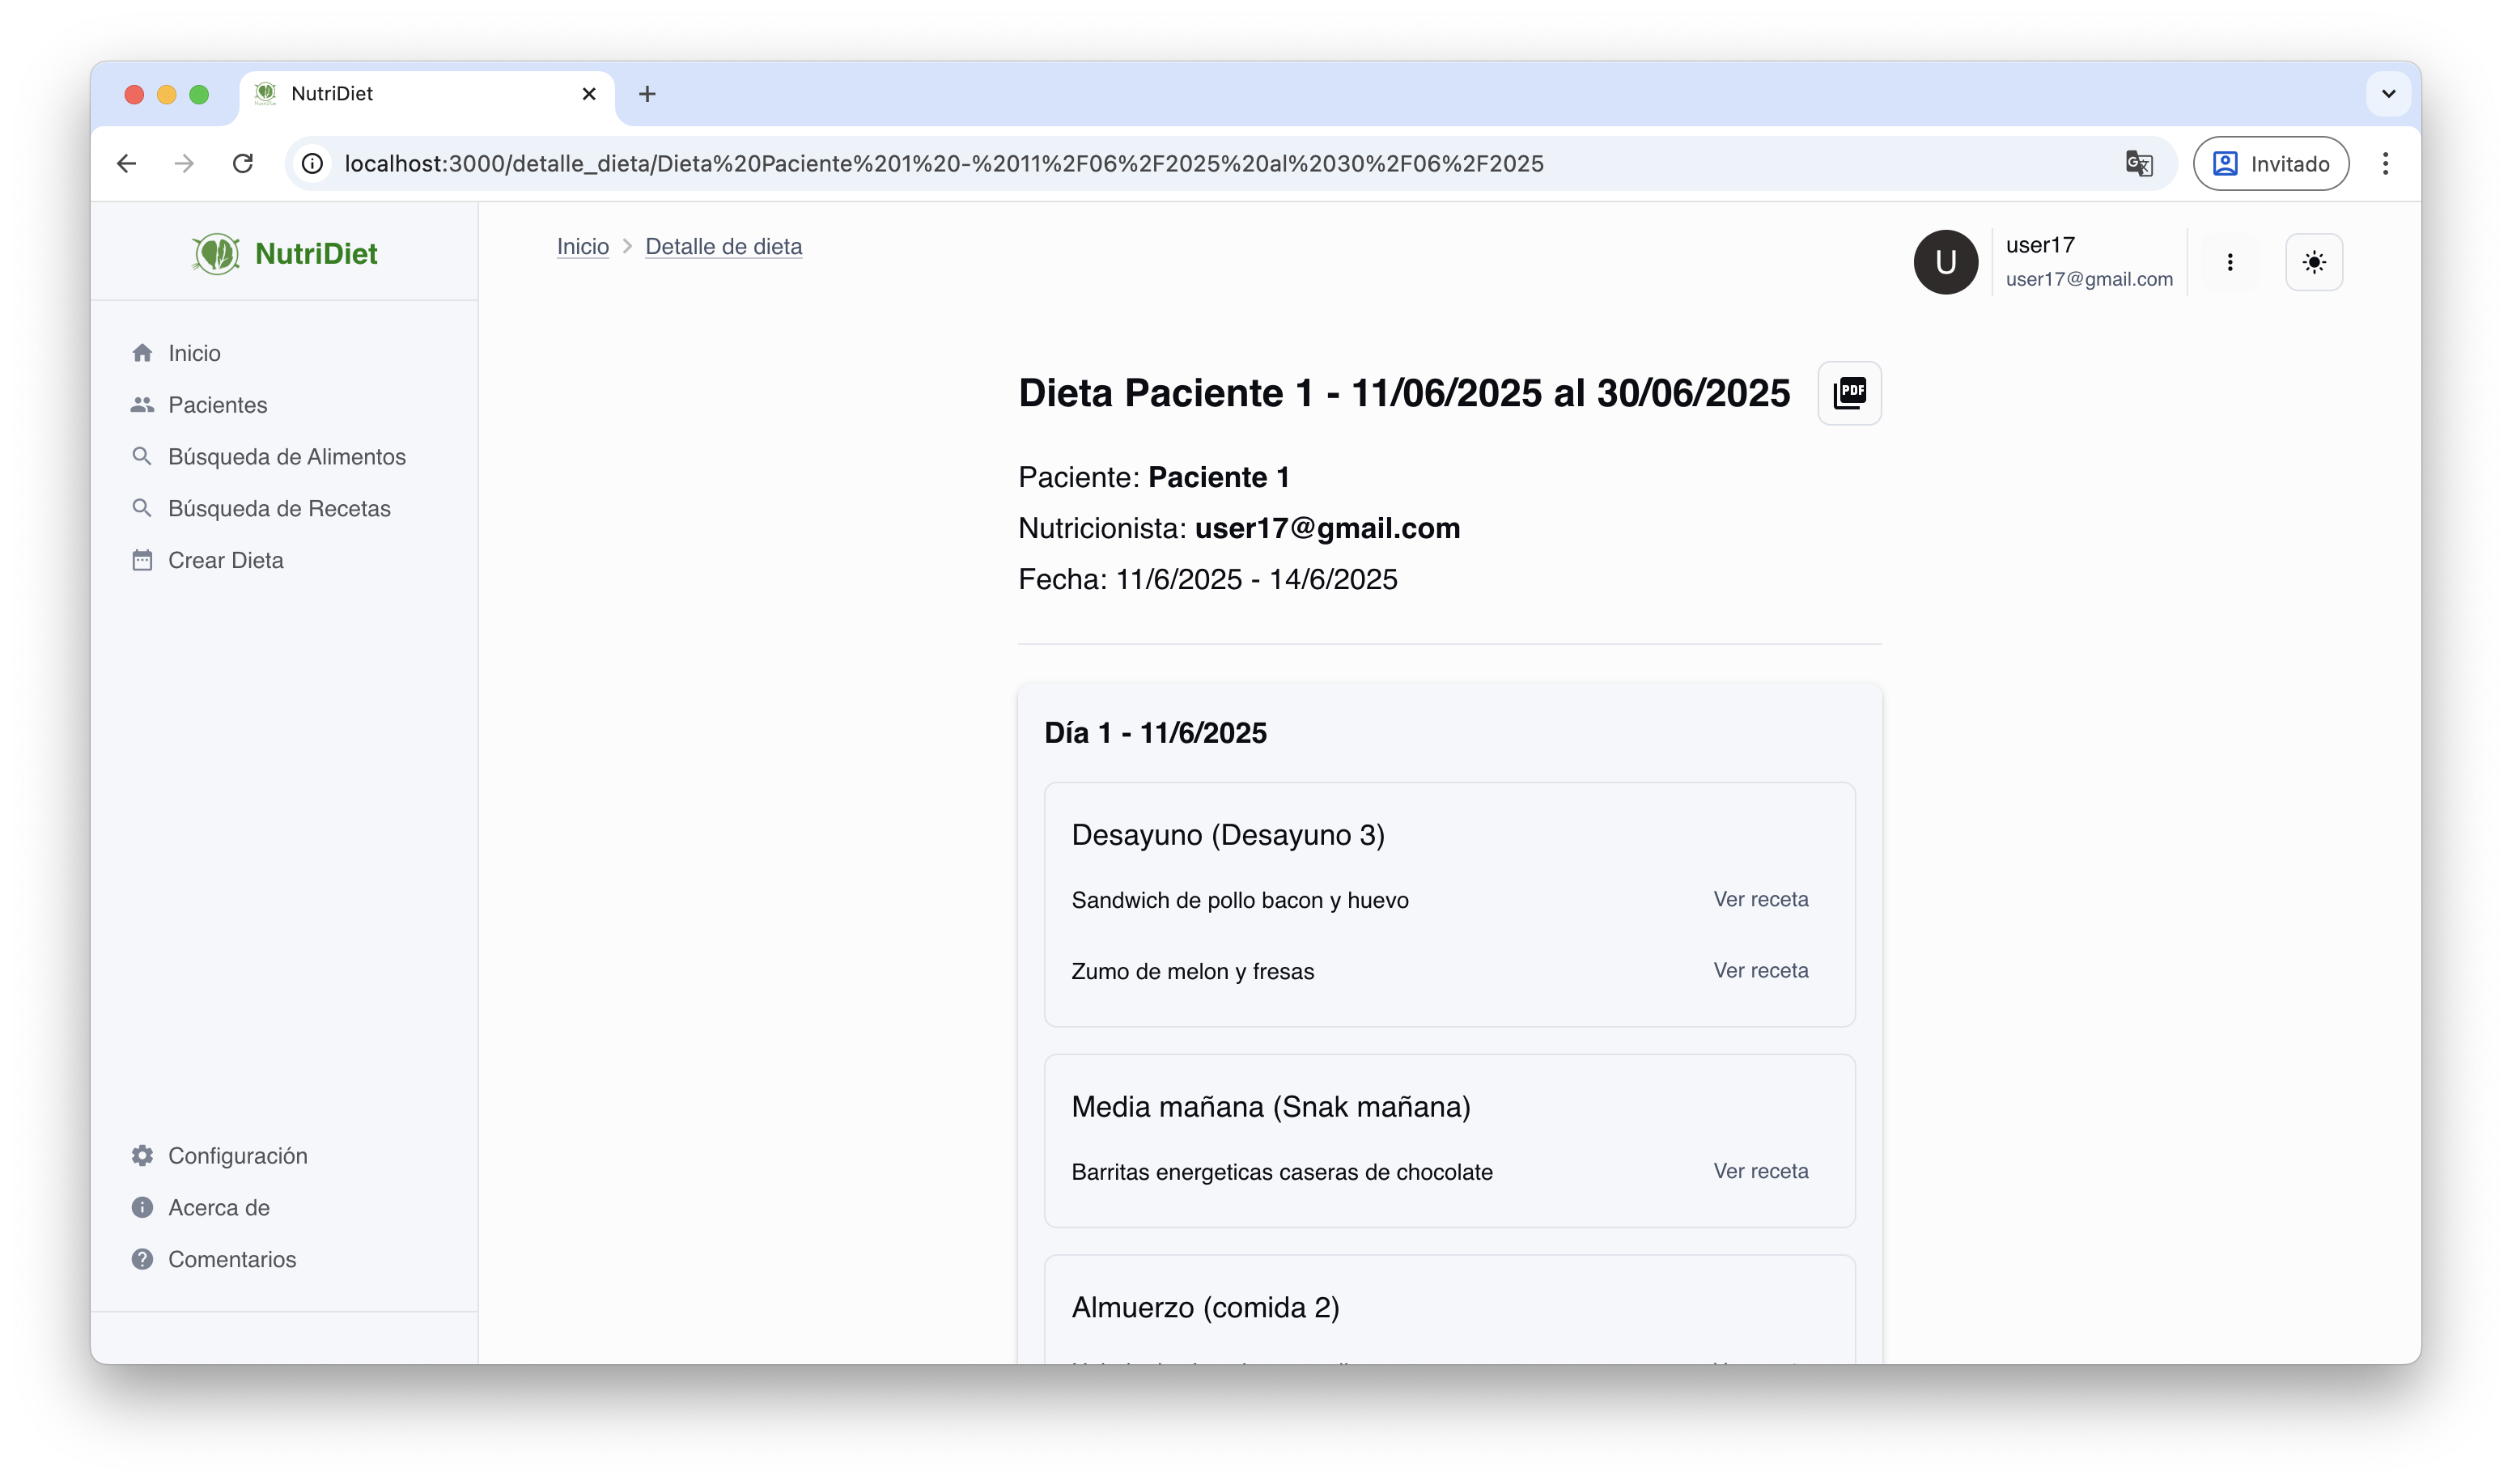 NutriDiet
localhost:3000/detalle_dieta/Dieta%20Paciente%201%20-%2011%2F06%2F2025%20al%2030%2F06%2F2025
Invitado
NutriDiet
Inicio
Pacientes
Búsqueda de Alimentos
Búsqueda de Recetas
Crear Dieta
Configuración
Acerca de
Comentarios
Inicio > Detalle de dieta
U
user17
user17@gmail.com
Dieta Paciente 1 - 11/06/2025 al 30/06/2025
PDF
Paciente: Paciente 1
Nutricionista: user17@gmail.com
Fecha: 11/6/2025 - 14/6/2025
Día 1 - 11/6/2025
Desayuno (Desayuno 3)
Sandwich de pollo bacon y huevo Ver receta
Zumo de melon y fresas Ver receta
Media mañana (Snak mañana)
Barritas energeticas caseras de chocolate Ver receta
Almuerzo (comida 2)